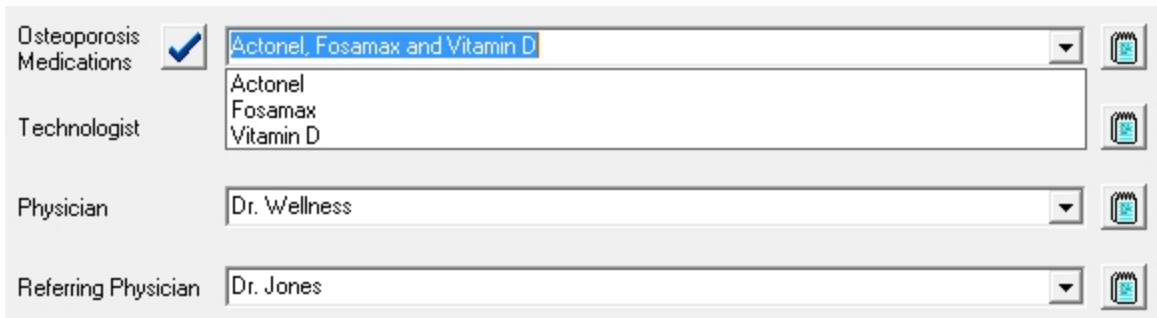 Osteoporosis
Medications
Actonel, Fosamax and Vitamin D
Actonel
Fosamax
Vitamin D
Technologist
Physician
Dr. Wellness
Referring Physician
Dr. Jones